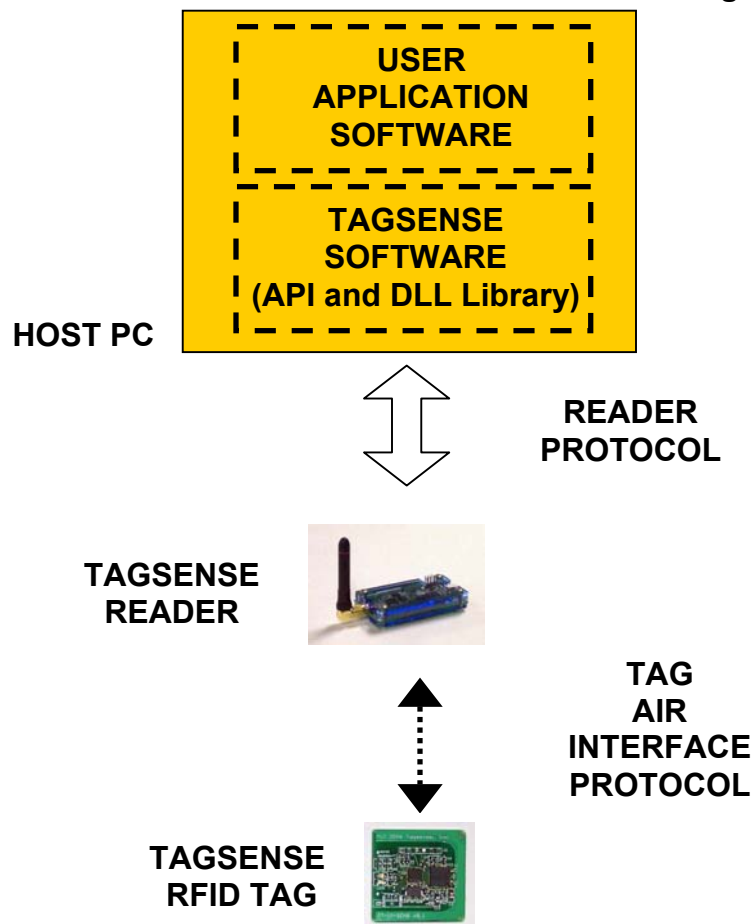 g
USER
APPLICATION
SOFTWARE
TAGSENSE
SOFTWARE
(API and DLL Library)
HOST PC
READER
PROTOCOL
TAGSENSE
READER
TAG
AIR
INTERFACE
PROTOCOL
TAGSENSE
RFID TAG